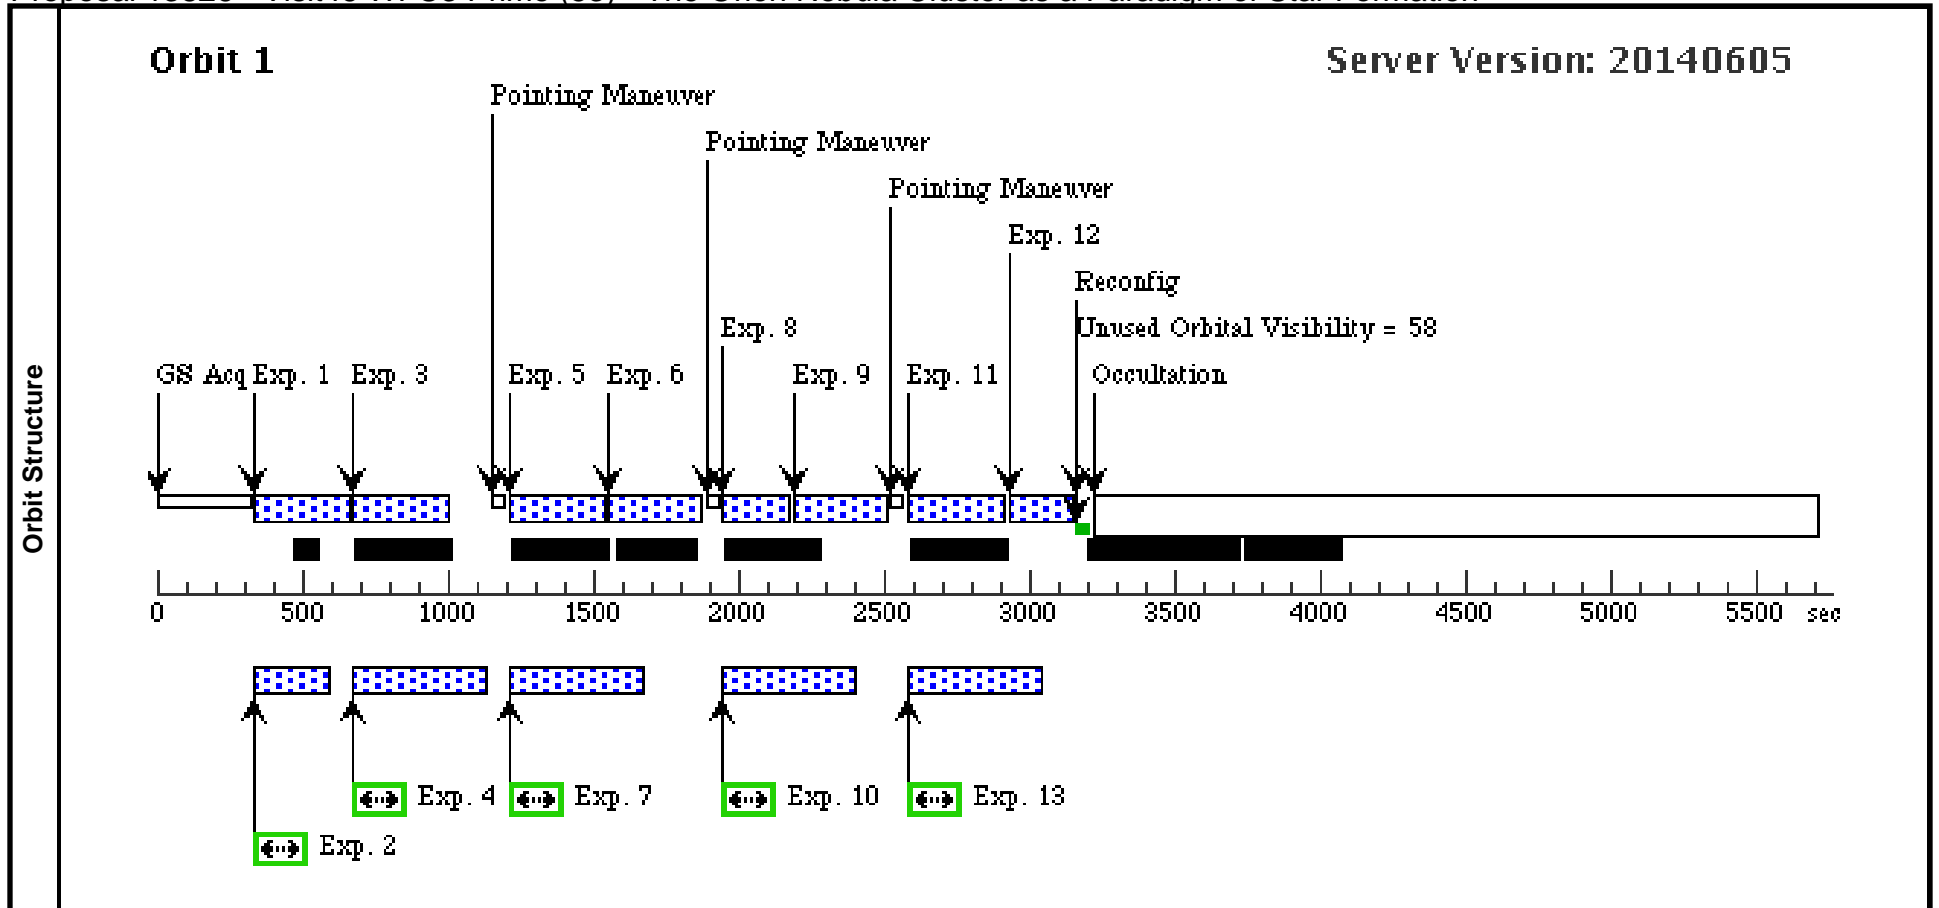 Orbit 1
Server Version: 20140605
Pointing Maneuver
Pointing Maneuver
Pointing Maneuver
Exp. 12
Reconfig
Exp. 8
Unused Orbital Visibility = 58
GS Acq Exp. 1 Exp. 3 Exp. 5 Exp. 6 Exp. 9 Exp. 11 Occultation
Orbit Structure
0 500 1000 1500 2000 2500 3000 3500 4000 4500 5000 5500 sec
Exp. 4 Exp. 7 Exp. 10 Exp. 13
Exp. 2